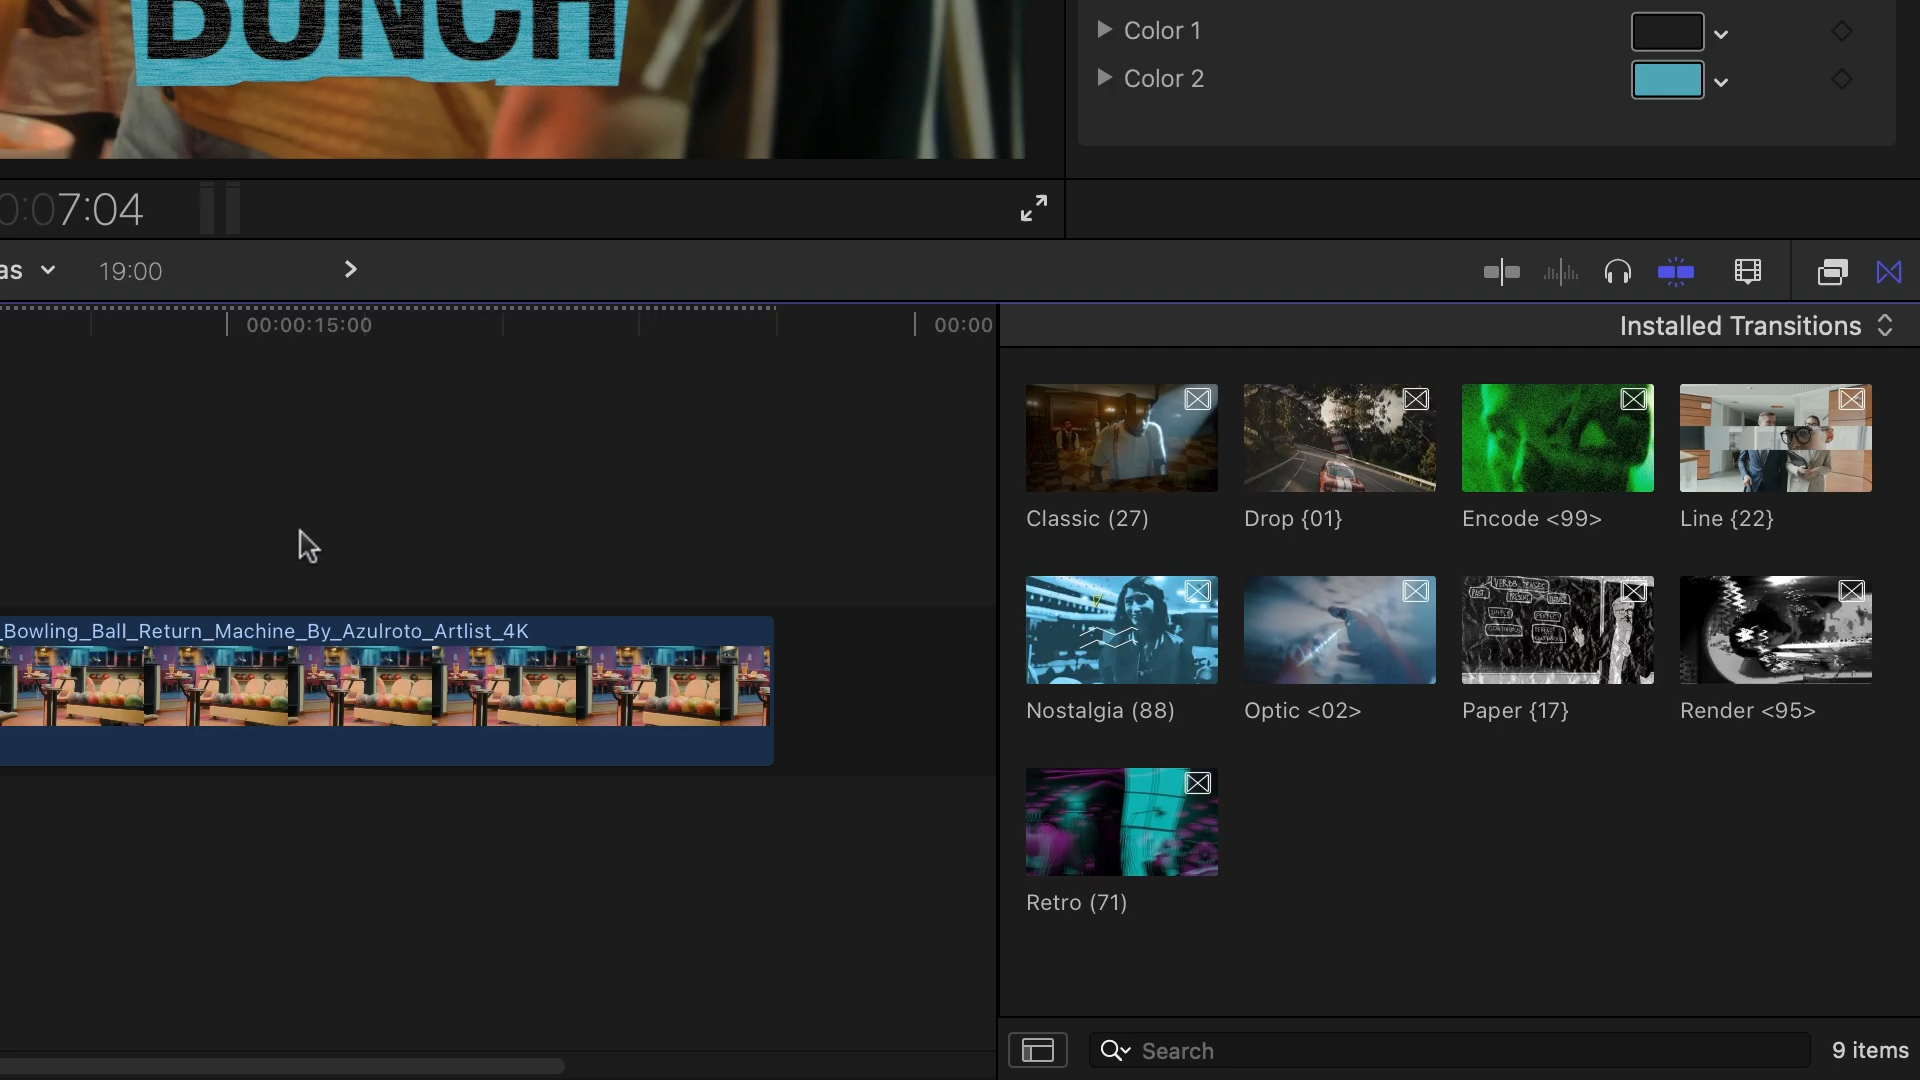 BUNCH
Color 1
Color 2
0:07:04
as
19:00
00:00:15:00
00:00
Installed Transitions
Classic (27)
Drop {01}
Encode <99>
Line {22}
_Bowling_Ball_Return_Machine_By_Azulroto_Artlist_4K
Nostalgia (88)
Optic <02>
Paper {17}
Render <95>
Retro (71)
Search
9 items